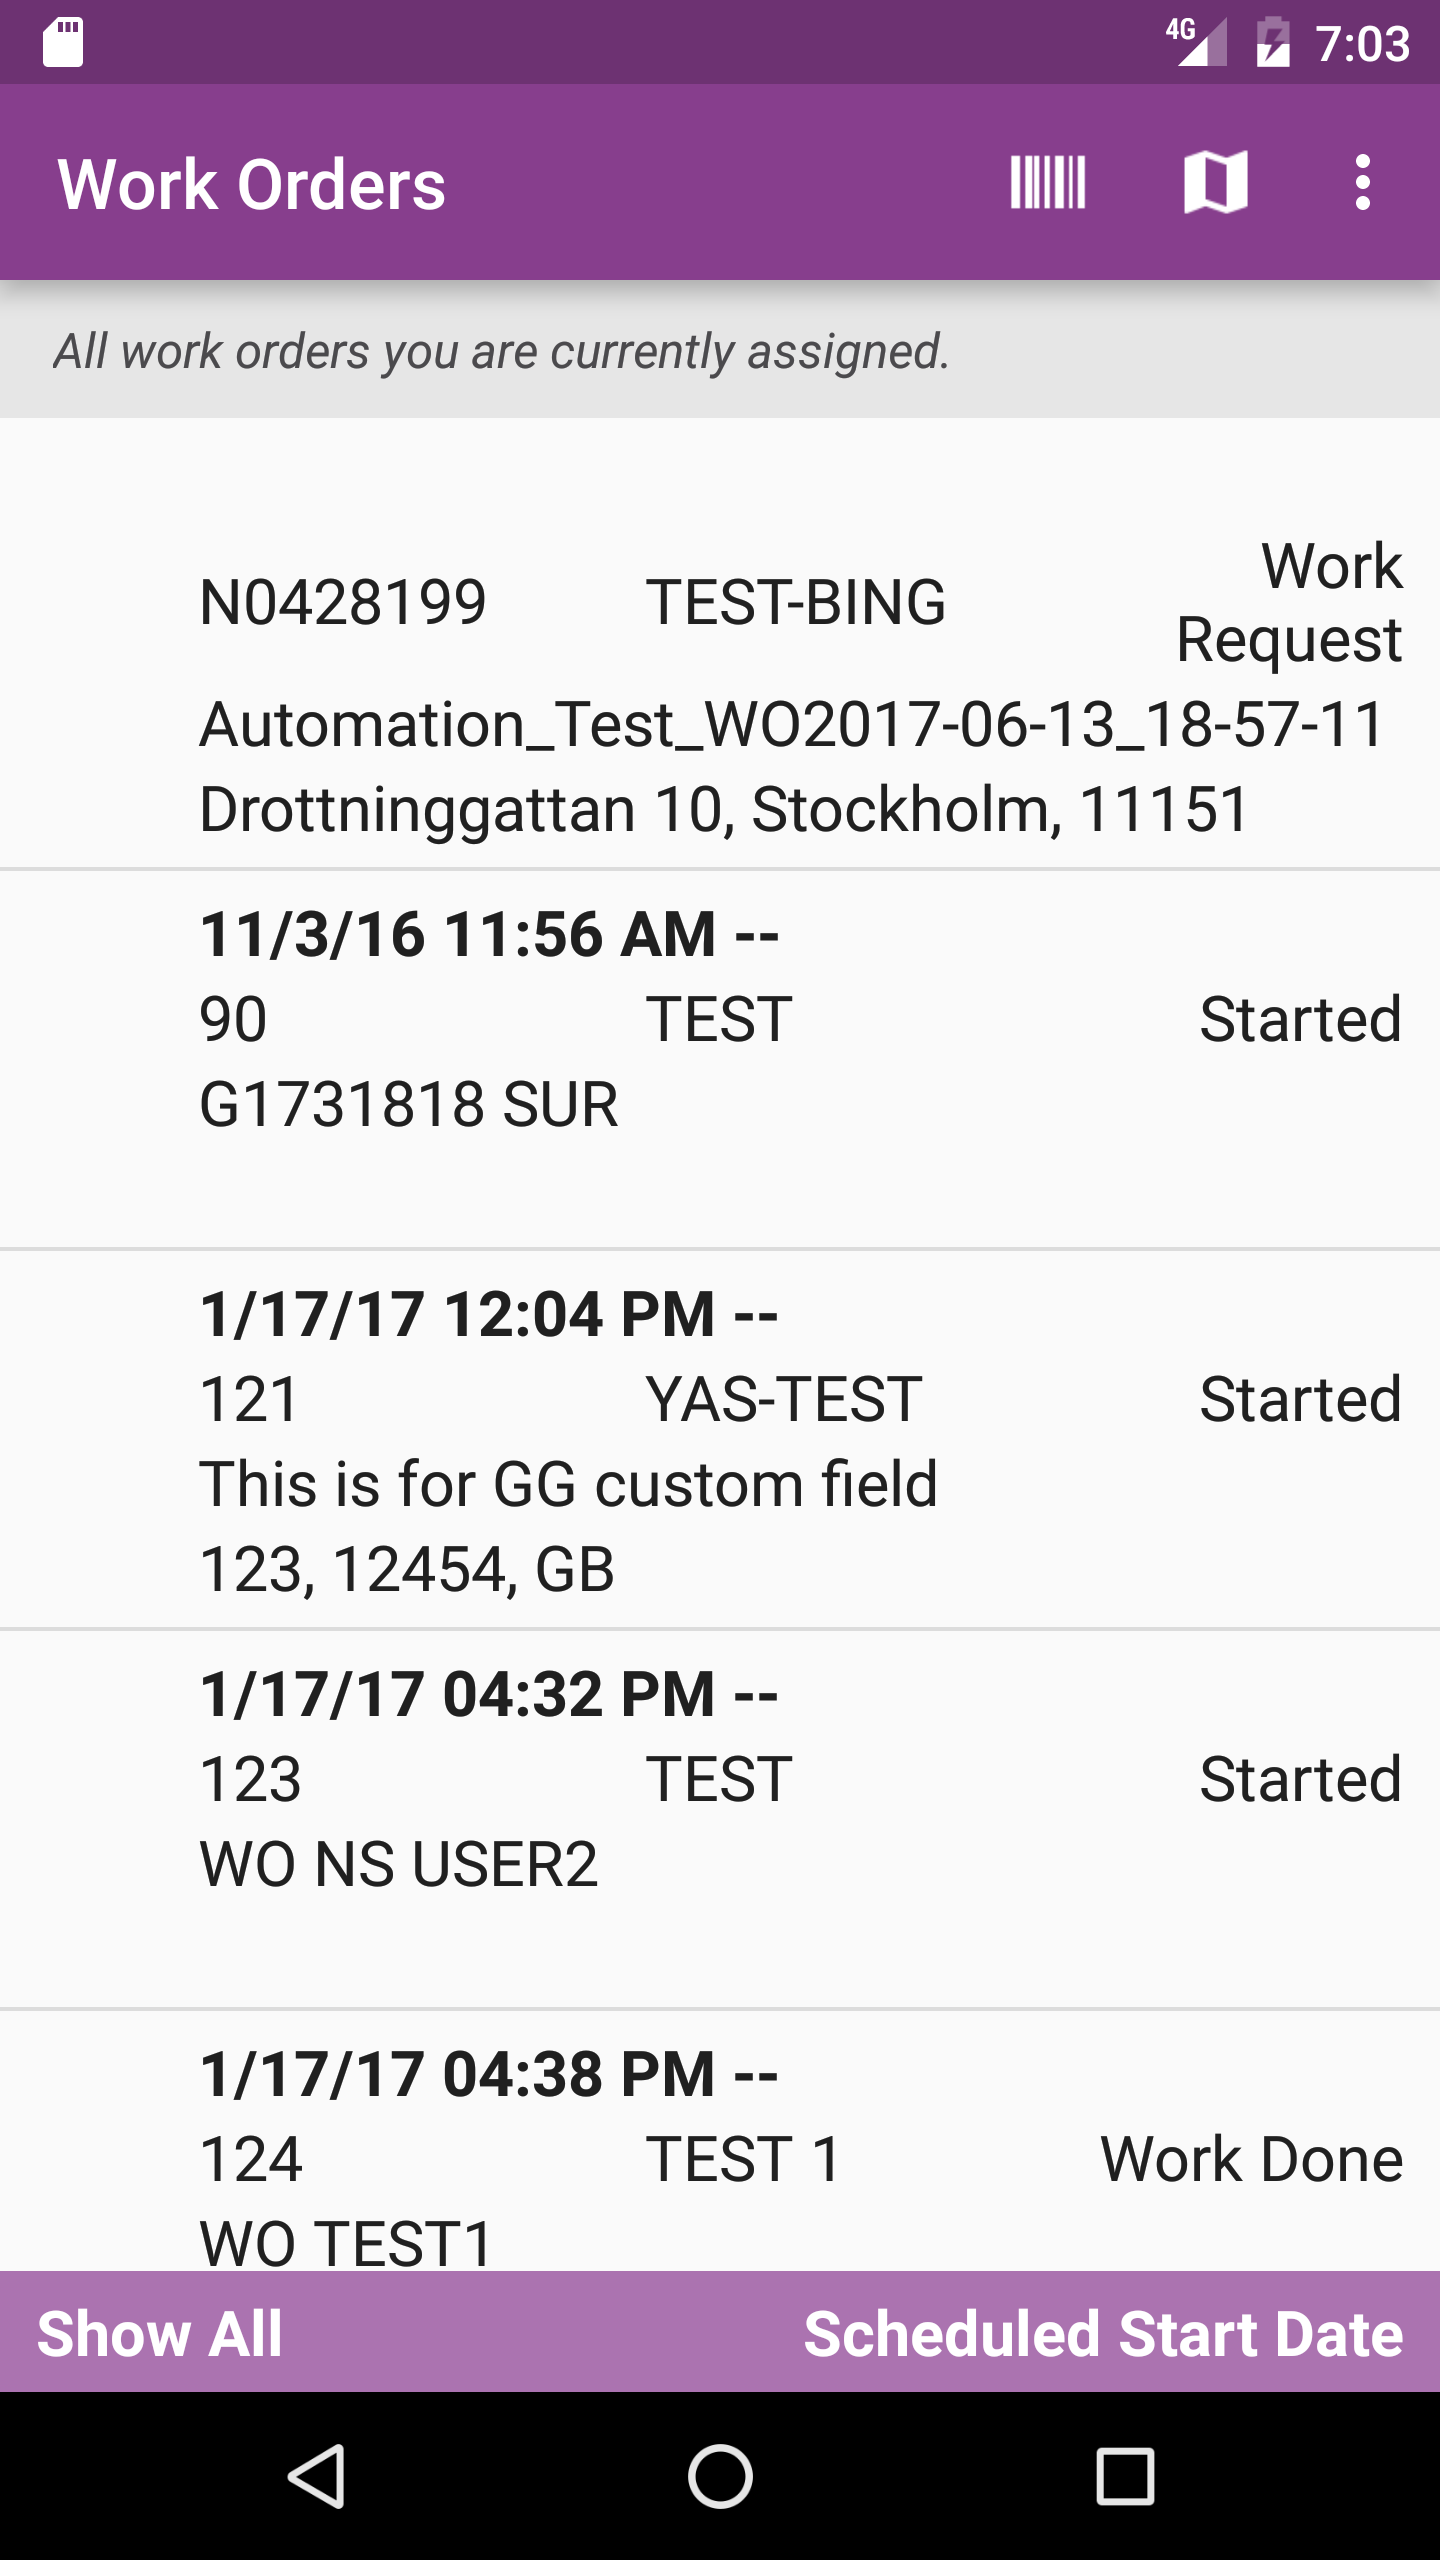 4G 7:03
Work Orders
All work orders you are currently assigned.
N0428199 TEST-BING Work
Request
Automation_Test_WO2017-06-13_18-57-11
Drottninggattan 10, Stockholm, 11151
11/3/16 11:56 AM --
90 TEST Started
G1731818 SUR
1/17/17 12:04 PM --
121 YAS-TEST Started
This is for GG custom field
123, 12454, GB
1/17/17 04:32 PM --
123 TEST Started
WO NS USER2
1/17/17 04:38 PM --
124 TEST 1 Work Done
WO TEST1
Show All Scheduled Start Date